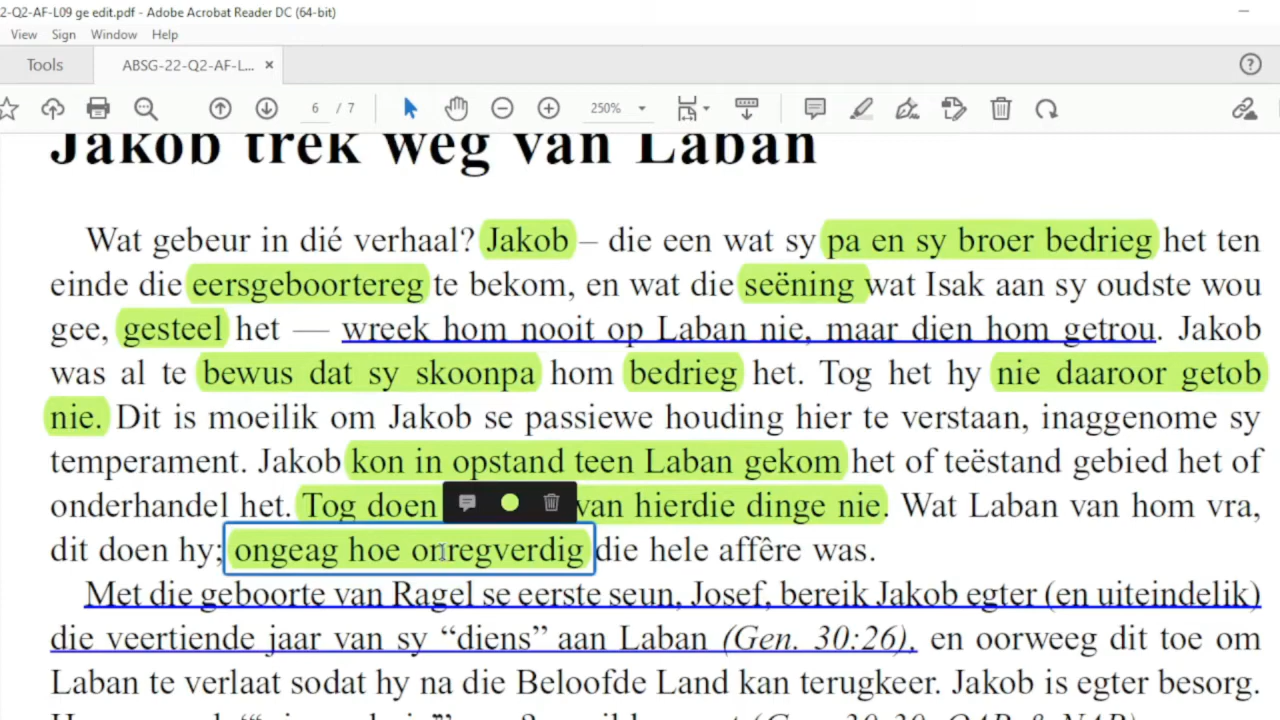 2-Q2-AF-L09 ge edit.pdf - Adobe Acrobat Reader DC (64-bit)
View Sign Window Help
Tools ABSG-22-Q2-AF-L... ×
6 / 7 250%
Jakob trek weg van Laban
Wat gebeur in dié verhaal? Jakob – die een wat sy pa en sy broer bedrieg het ten
einde die eersgeboortereg te bekom, en wat die seëning wat Isak aan sy oudste wou
gee, gesteel het — wreek hom nooit op Laban nie, maar dien hom getrou. Jakob
was al te bewus dat sy skoonpa hom bedrieg het. Tog het hy nie daaroor getob
nie. Dit is moeilik om Jakob se passiewe houding hier te verstaan, inaggenome sy
temperament. Jakob kon in opstand teen Laban gekom het of teëstand gebied het of
onderhandel het. Tog doen van hierdie dinge nie. Wat Laban van hom vra,
dit doen hy; ongeag hoe onregverdig die hele affêre was.
Met die geboorte van Ragel se eerste seun, Josef, bereik Jakob egter (en uiteindelik)
die veertiende jaar van sy “diens” aan Laban (Gen. 30:26), en oorweeg dit toe om
Laban te verlaat sodat hy na die Beloofde Land kan terugkeer. Jakob is egter besorg.